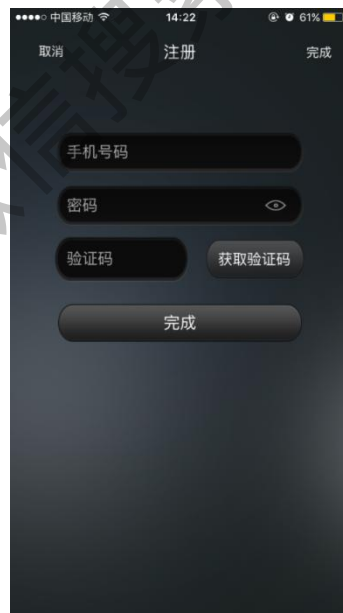 中国移动 14:22 61%
取消 注册 完成
手机号码
密码
验证码 获取验证码
完成